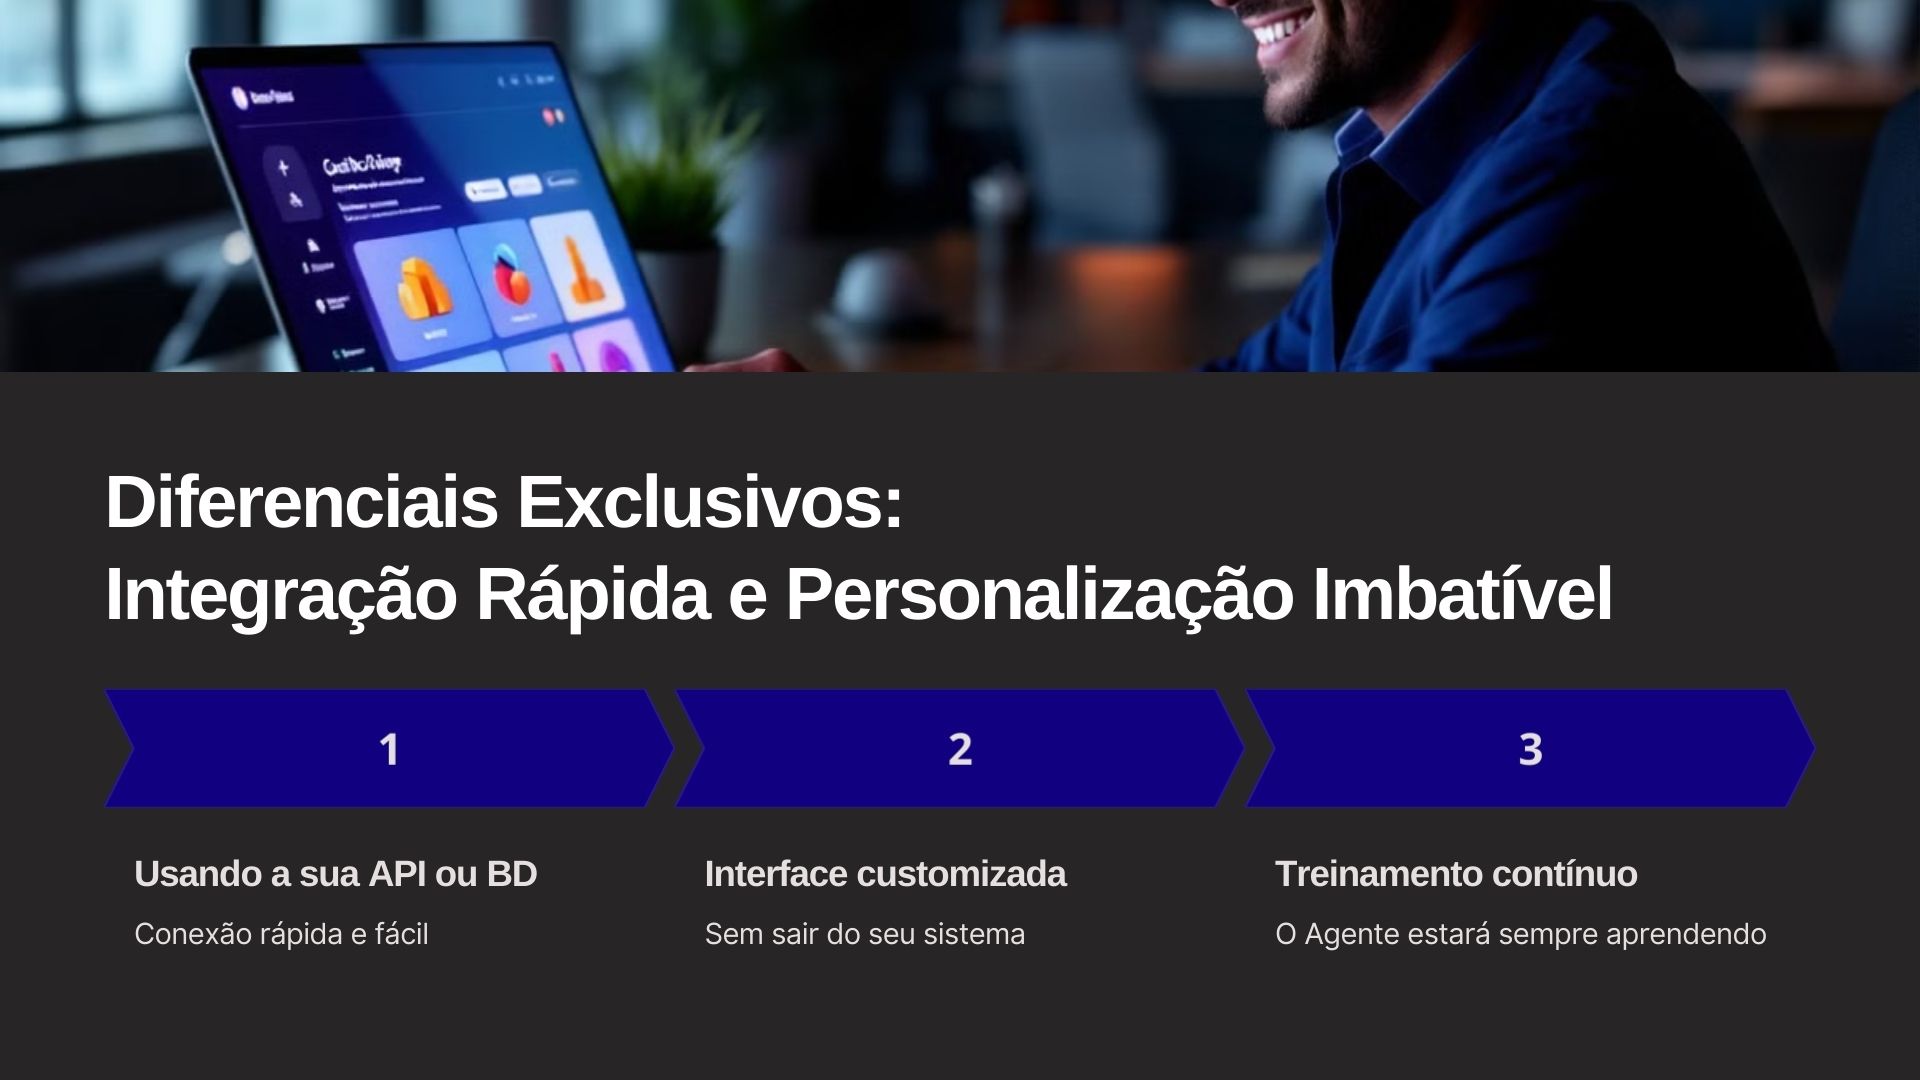 Diferenciais Exclusivos:
Integração Rápida e Personalização Imbatível
1
2
3
Usando a sua API ou BD
Conexão rápida e fácil
Interface customizada
Sem sair do seu sistema
Treinamento contínuo
O Agente estará sempre aprendendo